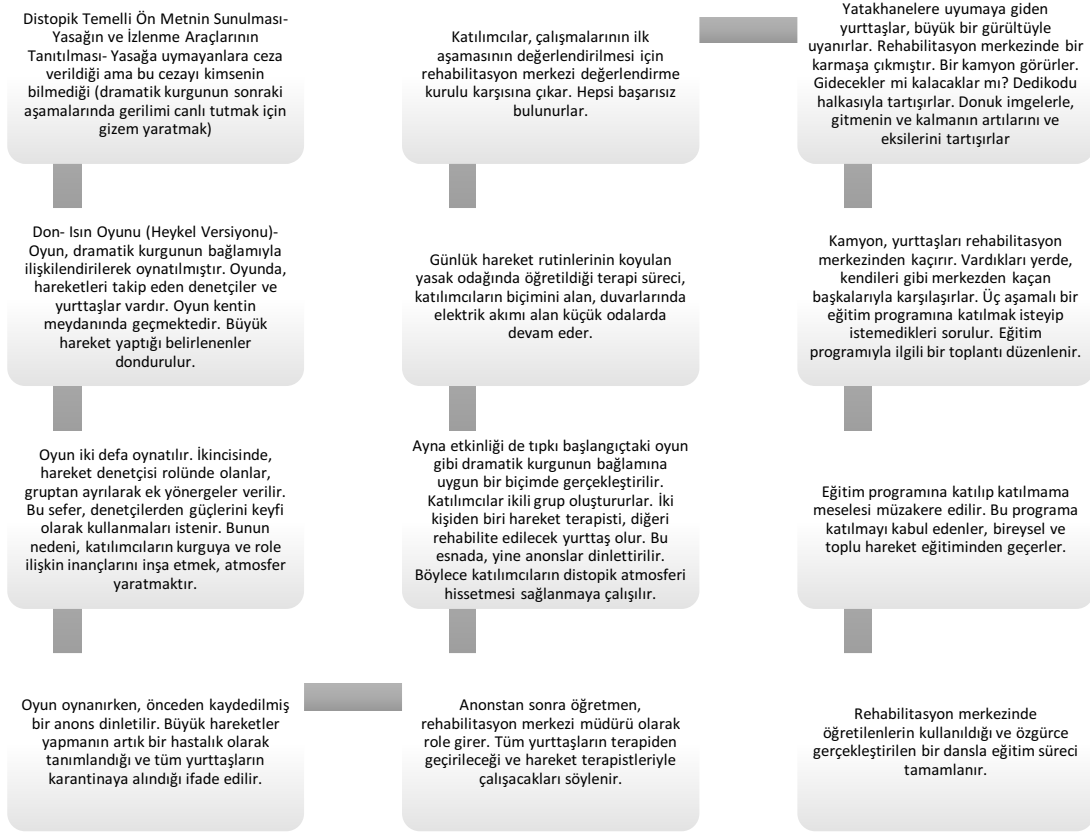 Distopik Temelli Ön Metnin Sunulması-
Yasağın ve İzlenme Araçlarının
Tanıtılması- Yasağa uymayanlara ceza
verildiği ama bu cezayı kimsenin
bilmediği (dramatik kurgunun sonraki
aşamalarında gerilimi canlı tutmak için
gizem yaratmak)
Don- Isın Oyunu (Heykel Versiyonu)-
Oyun, dramatik kurgunun bağlamıyla
ilişkilendirilerek oynatılmıştır. Oyunda,
hareketleri takip eden denetçiler ve
yurttaşlar vardır. Oyun kentin
meydanında geçmektedir. Büyük
hareket yaptığı belirlenenler
dondurulur.
Oyun iki defa oynatılır. İkincisinde,
hareket denetçisi rolünde olanlar,
gruptan ayrılarak ek yönergeler verilir.
Bu sefer, denetçilerden güçlerini keyfi
olarak kullanmaları istenir. Bunun
nedeni, katılımcıların kurguya ve role
ilişkin inançlarını inşa etmek, atmosfer
yaratmaktır.
Oyun oynanırken, önceden kaydedilmiş
bir anons dinletilir. Büyük hareketler
yapmanın artık bir hastalık olarak
tanımlandığı ve tüm yurttaşların
karantinaya alındığı ifade edilir.
Anonstan sonra öğretmen,
rehabilitasyon merkezi müdürü olarak
role girer. Tüm yurttaşların terapiden
geçirileceği ve hareket terapistleriyle
çalışacakları söylenir.
Ayna etkinliği de tıpkı başlangıçtaki oyun
gibi dramatik kurgunun bağlamına
uygun bir biçimde gerçekleştirilir.
Katılımcılar ikili grup oluştururlar. İki
kişiden biri hareket terapisti, diğeri
rehabilite edilecek yurttaş olur. Bu
esnada, yine anonslar dinlettirilir.
Böylece katılımcıların distopik atmosferi
hissetmesi sağlanmaya çalışılır.
Günlük hareket rutinlerinin koyulan
yasak odağında öğretildiği terapi süreci,
katılımcıların biçimini alan, duvarlarında
elektrik akımı alan küçük odalarda
devam eder.
Katılımcılar, çalışmalarının ilk
aşamasının değerlendirilmesi için
rehabilitasyon merkezi değerlendirme
kurulu karşısına çıkar. Hepsi başarısız
bulunurlar.
Yatakhanelere uyumaya giden
yurttaşlar, büyük bir gürültüyle
uyanırlar. Rehabilitasyon merkezinde bir
karmaşa çıkmıştır. Bir kamyon görürler.
Gidecekler mi kalacaklar mı? Dedikodu
halkasıyla tartışırlar. Donuk imgelerle,
gitmenin ve kalmanın artılarını ve
eksilerini tartışırlar
Kamyon, yurttaşları rehabilitasyon
merkezinden kaçırır. Vardıkları yerde,
kendileri gibi merkezden kaçan
başkalarıyla karşılaşırlar. Üç aşamalı bir
eğitim programına katılmak isteyip
istemedikleri sorulur. Eğitim
programıyla ilgili bir toplantı düzenlenir.
Eğitim programına katılıp katılmama
meselesi müzakere edilir. Bu programa
katılmayı kabul edenler, bireysel ve
toplu hareket eğitiminden geçerler.
Rehabilitasyon merkezinde
öğretilenlerin kullanıldığı ve özgürce
gerçekleştirilen bir dansla eğitim süreci
tamamlanır.